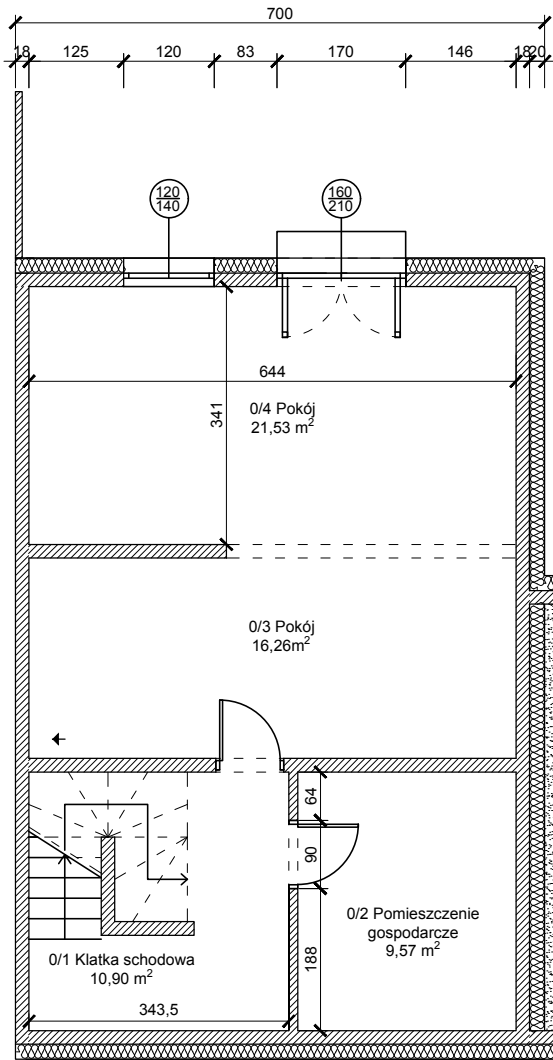 700
18 125 120 83 170 146 18 20
120
140
160
210
644
341
0/4 Pokój
21,53 m²
0/3 Pokój
16,26m²
64
90
188
0/2 Pomieszczenie
gospodarcze
9,57 m²
0/1 Klatka schodowa
10,90 m²
343,5